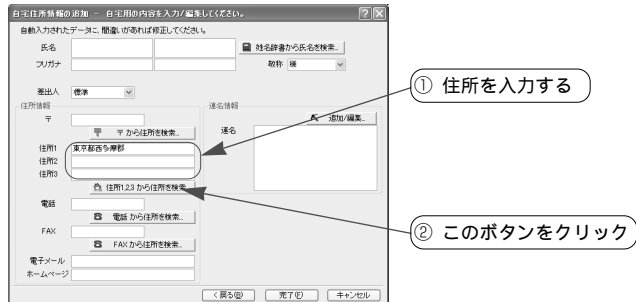 自宅住所情報の追加 - 自宅用の内容を入力/編集してください。
自動入力されたデータに、間違いがあれば修正してください。
氏名
姓名辞書から氏名を検索...
フリガナ
敬称 様
差出人 標準
住所情報
連名情報
〒
追加/編集...
〒から住所を検索...
連名
住所1 東京都西多摩郡
住所2
住所3
住所1,2,3 から住所を検索...
電話
電話 から住所を検索...
FAX
FAX から住所を検索...
電子メール
ホームページ
< 戻る(B)
完了(F)
キャンセル
① 住所を入力する
② このボタンをクリック